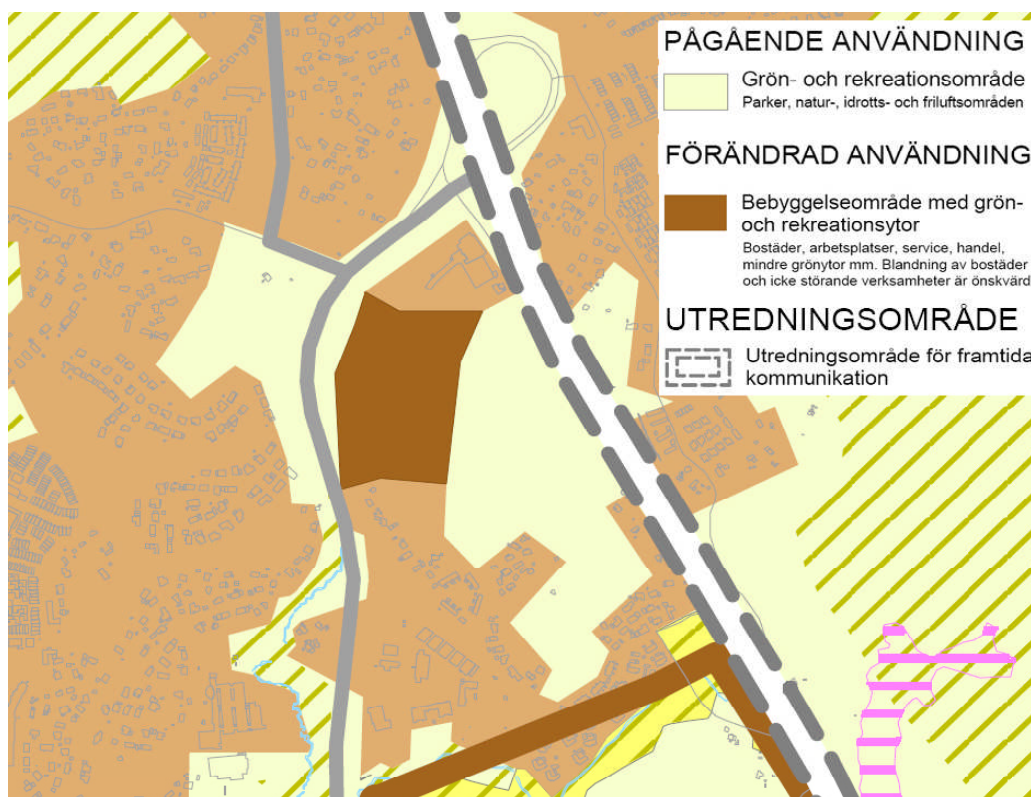 PÅGÅENDE ANVÄNDNING
Grön- och rekreationsområde
Parker, natur-, idrotts- och friluftsområden
FÖRÄNDRAD ANVÄNDNING
Bebyggelseområde med grön-
och rekreationsytor
Bostäder, arbetsplatser, service, handel,
mindre grönytor mm. Blandning av bostäder
och icke störande verksamheter är önskvärd
UTREDNINGSOMRÅDE
Utredningsområde för framtida
kommunikation